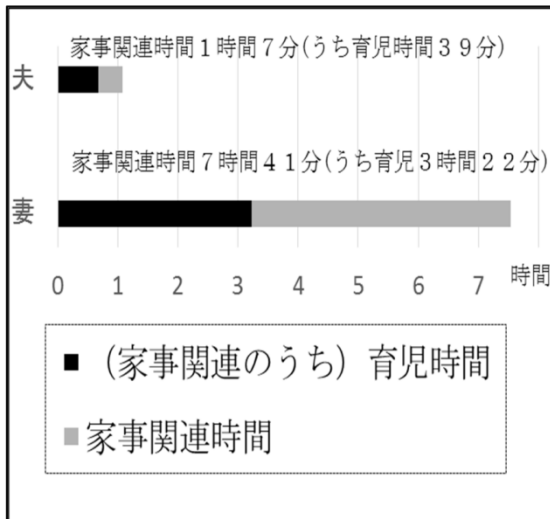 家事関連時間１時間７分(うち育児時間３９分)
夫
家事関連時間７時間４１分(うち育児３時間２２分)
妻
0 1 2 3 4 5 6 7 時間
■ （家事関連のうち）育児時間
■ 家事関連時間